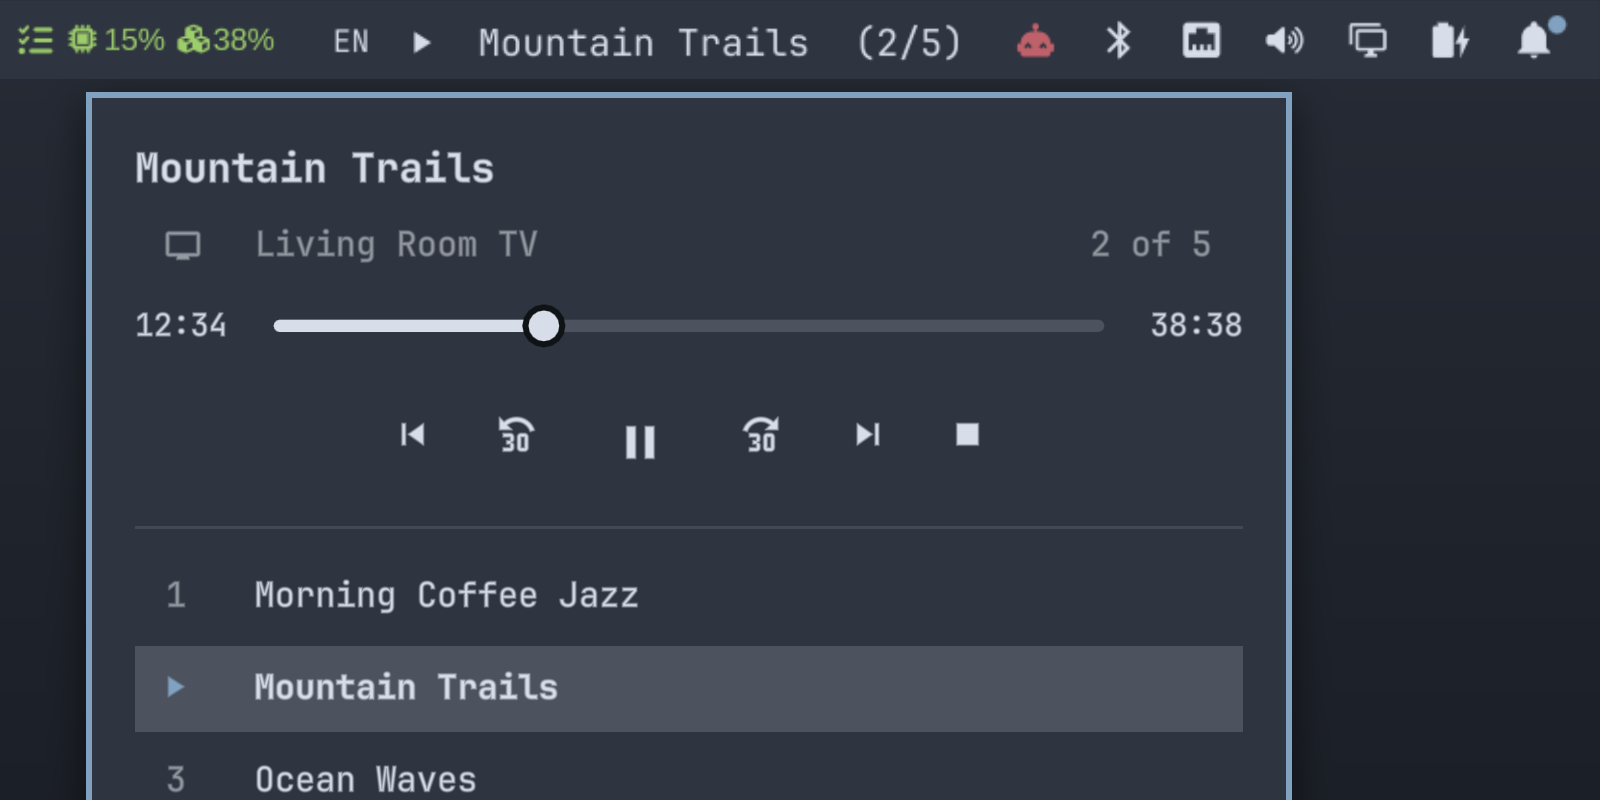 15% 38% EN Mountain Trails (2/5)
Mountain Trails
Living Room TV 2 of 5
12:34 38:38
30 30
1 Morning Coffee Jazz
Mountain Trails
3 Ocean Waves